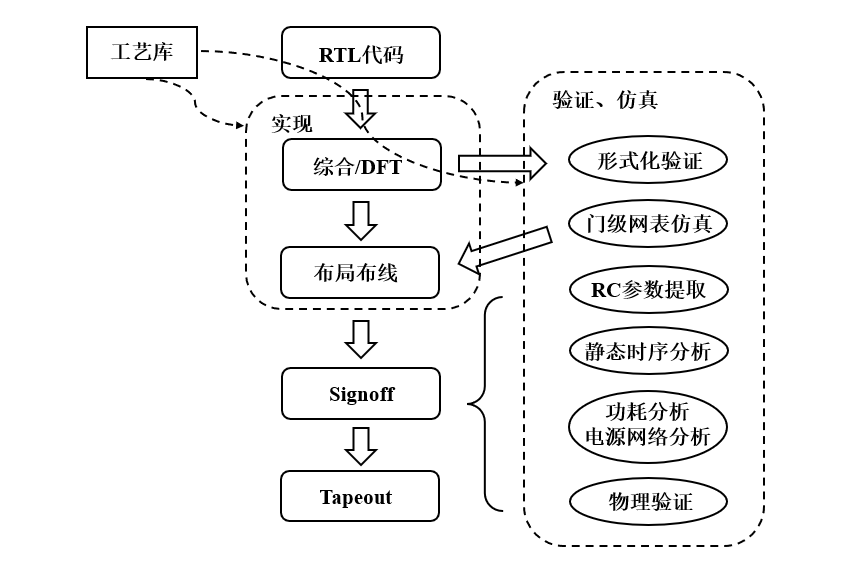 工艺库
RTL代码
实现
综合/DFT
布局布线
Signoff
Tapeout
验证、仿真
形式化验证
门级网表仿真
RC参数提取
静态时序分析
功耗分析
电源网络分析
物理验证